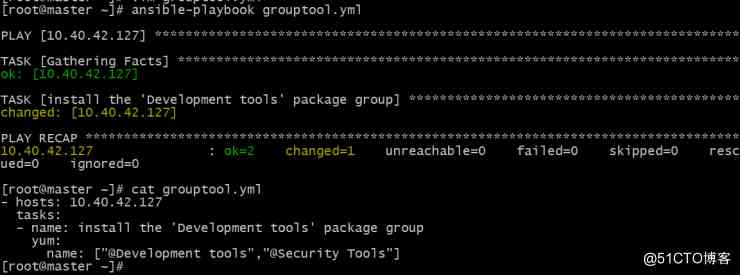 [root@master ~]# ansible-playbook grouptool.yml
PLAY [10.40.42.127] ****************************************************************************
TASK [Gathering Facts] *************************************************************************
ok: [10.40.42.127]
TASK [install the 'Development tools' package group] *******************************************
changed: [10.40.42.127]
PLAY RECAP *************************************************************************************
10.40.42.127 : ok=2 changed=1 unreachable=0 failed=0 skipped=0 resc
ued=0 ignored=0
[root@master ~]# cat grouptool.yml
- hosts: 10.40.42.127
  tasks:
  - name: install the 'Development tools' package group
    yum:
      name: ["@Development tools","@Security Tools"]
[root@master ~]#
@51CTO博客